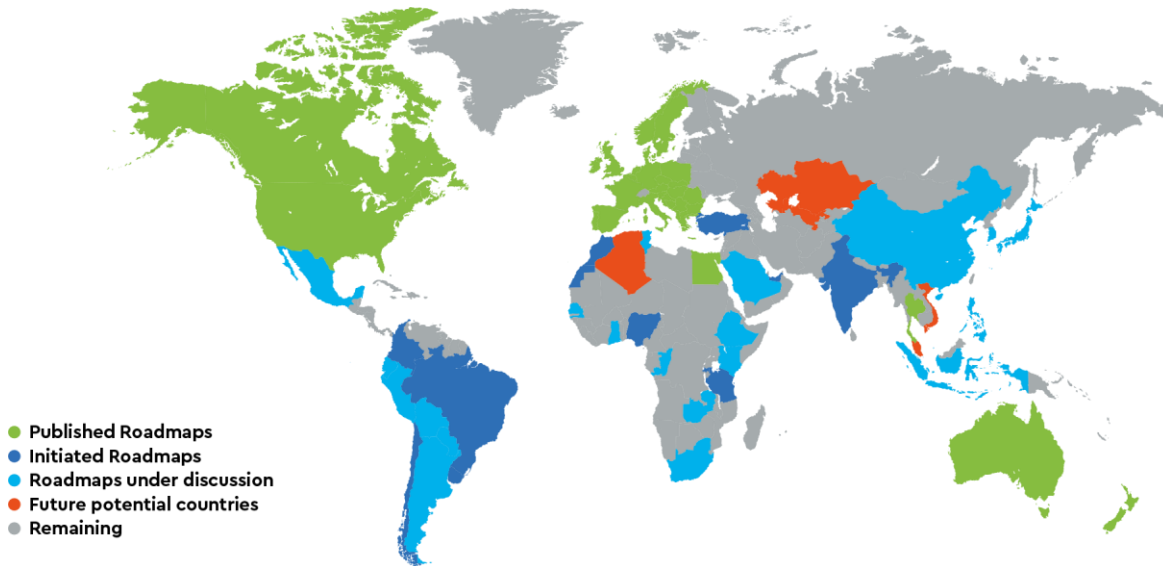 Published Roadmaps
Initiated Roadmaps
Roadmaps under discussion
Future potential countries
Remaining